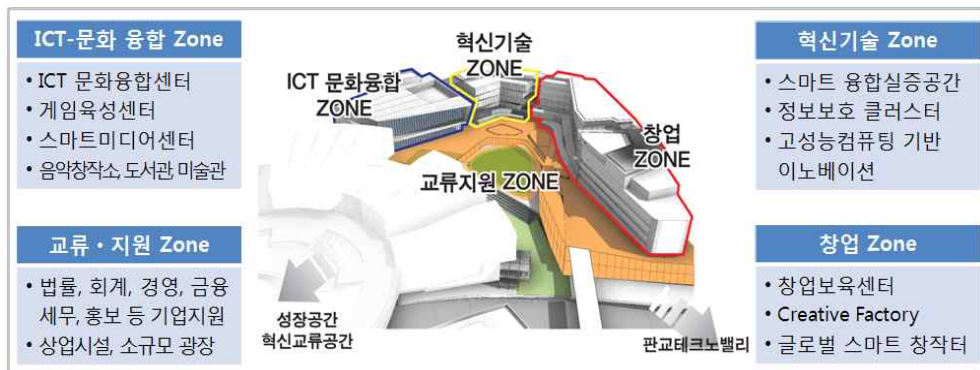 ICT-문화 융합 Zone
• ICT 문화융합센터
• 게임육성센터
• 스마트미디어센터
• 음악창작소, 도서관, 미술관
교류・지원 Zone
• 법률, 회계, 경영, 금융
세무, 홍보 등 기업지원
• 상업시설, 소규모 광장
혁신기술
ZONE
ICT 문화융합
ZONE
창업
ZONE
교류지원 ZONE
성장공간
혁신교류공간
판교테크노밸리
혁신기술 Zone
• 스마트 융합실증공간
• 정보보호 클러스터
• 고성능컴퓨팅 기반
이노베이션
창업 Zone
• 창업보육센터
• Creative Factory
• 글로벌 스마트 창작터